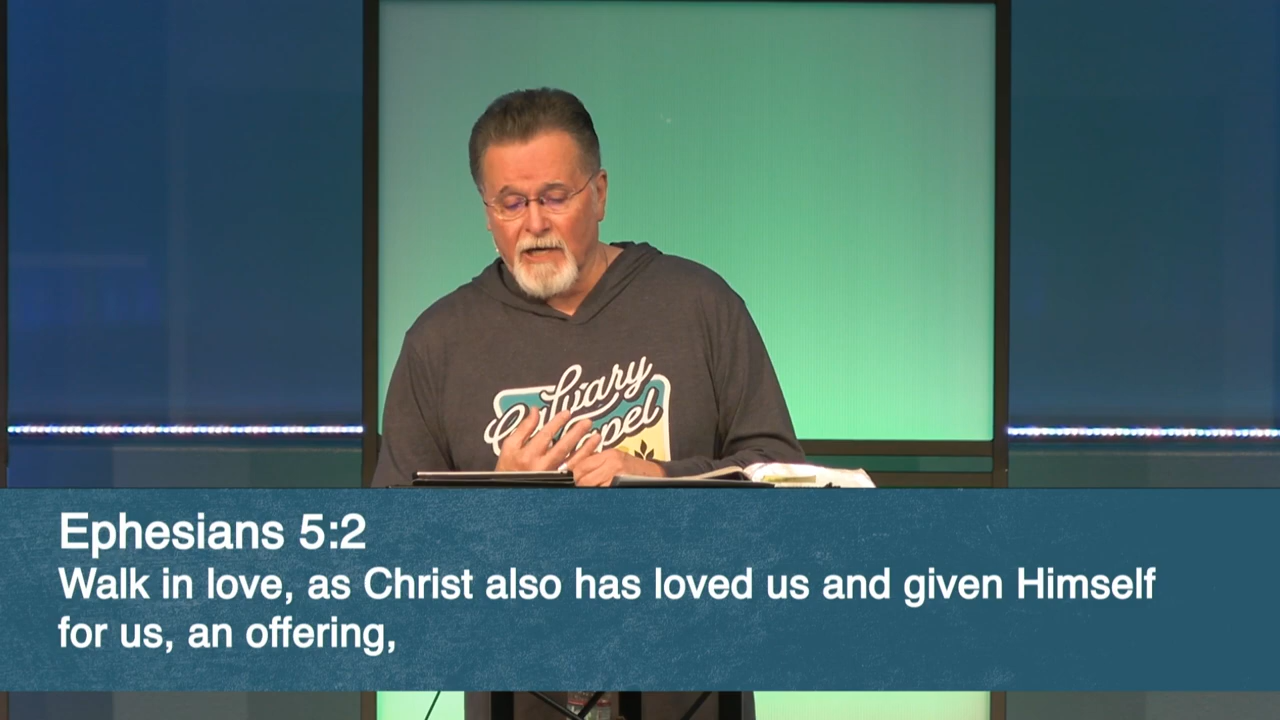 Calvary
Ephesians 5:2
Walk in love, as Christ also has loved us and given Himself
for us, an offering,